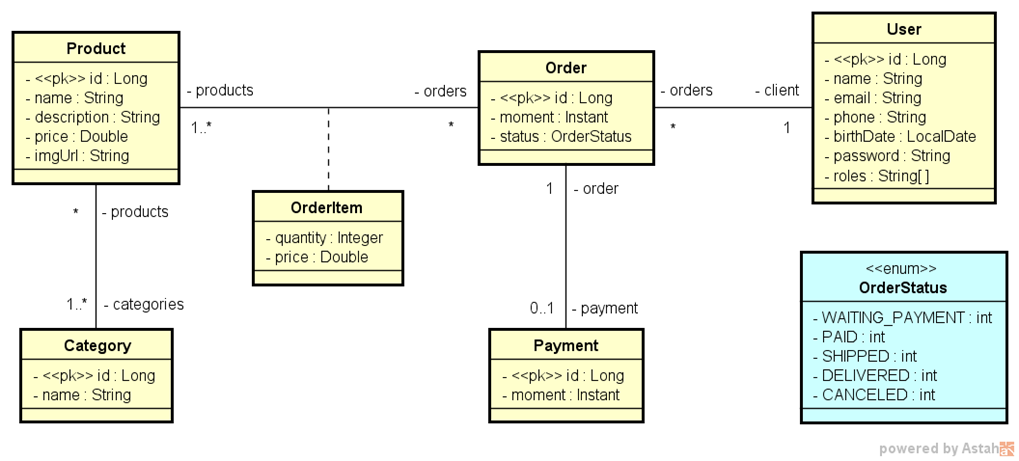 Product
- <<pk>> id : Long
- name : String
- description : String
- price : Double
- imgUrl : String
- products
1..*
- orders
*
Order
- <<pk>> id : Long
- moment : Instant
- status : OrderStatus
- orders
*
- client
1
User
- <<pk>> id : Long
- name : String
- email : String
- phone : String
- birthDate : LocalDate
- password : String
- roles : String[ ]
OrderItem
- quantity : Integer
- price : Double
* - products
1..* - categories
1 - order
0..1 - payment
Category
- <<pk>> id : Long
- name : String
Payment
- <<pk>> id : Long
- moment : Instant
<<enum>>
OrderStatus
- WAITING_PAYMENT : int
- PAID : int
- SHIPPED : int
- DELIVERED : int
- CANCELED : int
powered by Astah